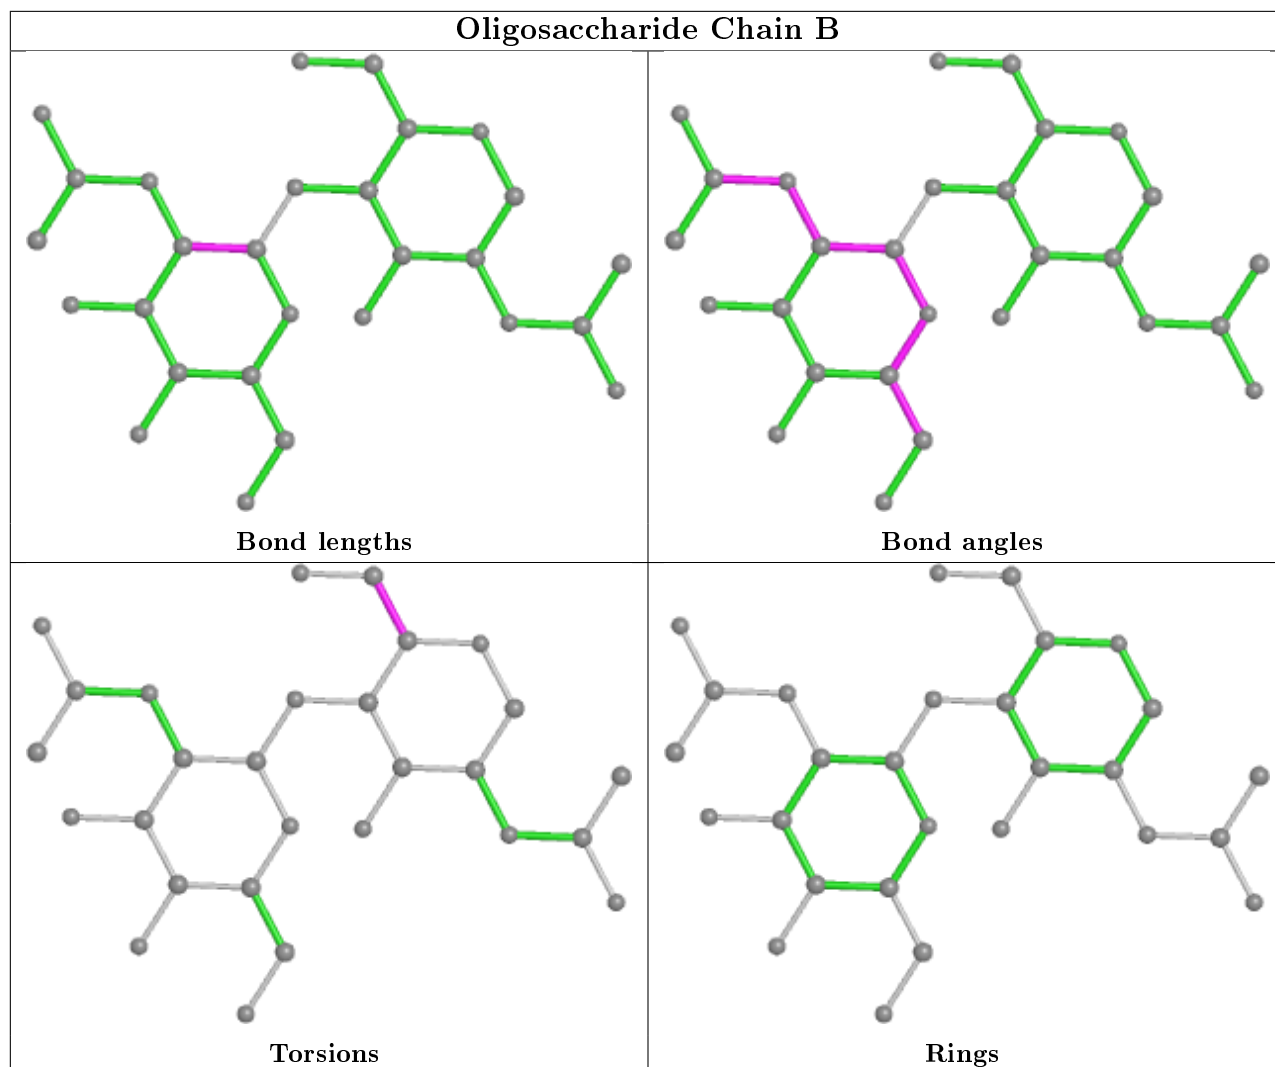 Oligosaccharide Chain B
Bond lengths
Bond angles
Torsions
Rings